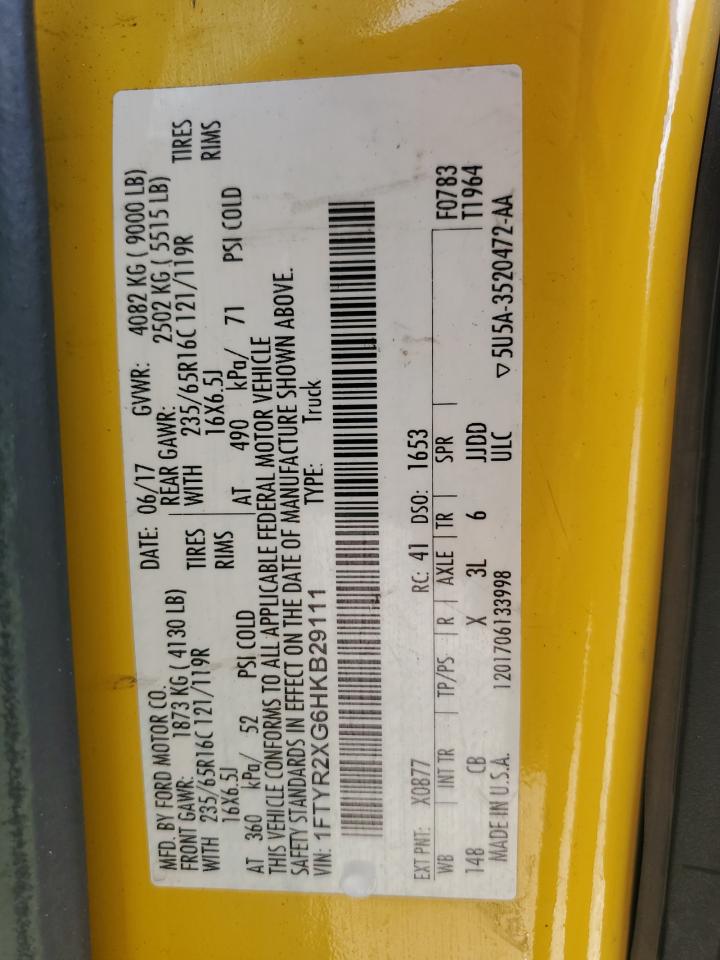 MFD. BY FORD MOTOR CO. DATE: 06/17 GVWR: 4082 KG ( 9000 LB)
FRONT GAWR: 1873 KG ( 4130 LB) REAR GAWR: 2502 KG ( 5515 LB)
WITH 235/65R16C 121/119R TIRES WITH 235/65R16C 121/119R TIRES
16X6.5J RIMS 16X6.5J RIMS
AT 360 kPa/ 52 PSI COLD AT 490 kPa/ 71 PSI COLD
THIS VEHICLE CONFORMS TO ALL APPLICABLE FEDERAL MOTOR VEHICLE
SAFETY STANDARDS IN EFFECT ON THE DATE OF MANUFACTURE SHOWN ABOVE.
VIN: 1FTYR2XG6HKB29111 TYPE: Truck
EXT PNT: X0877 RC: 41 DSO: 1653 F0783
WB INT TR TP/PS R AXLE TR SPR T1964
148 CB X 3L 6 JJDD
MADE IN U.S.A. 1201706133998 ULC ▽ 5U5A-3520472-AA